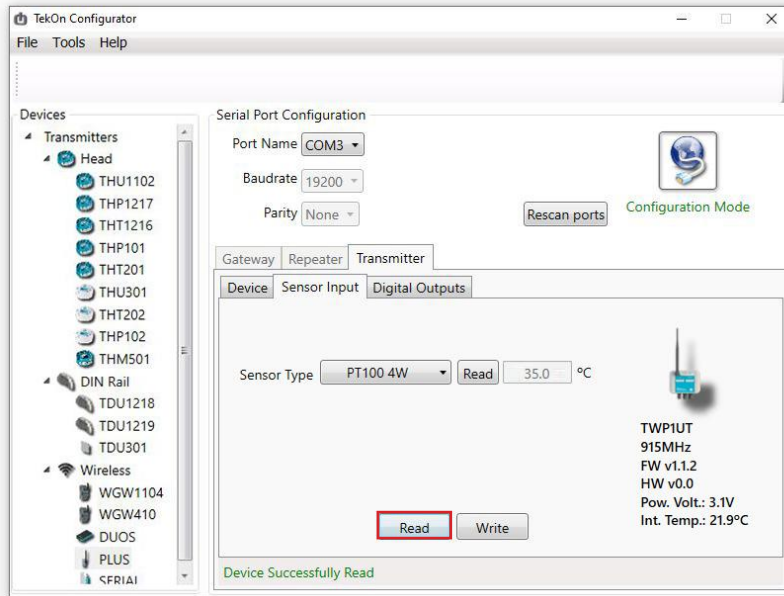 TekOn Configurator
File Tools Help
Devices
Transmitters
Head
THU1102
THP1217
THT1216
THP101
THT201
THU301
THT202
THP102
THM501
DIN Rail
TDU1218
TDU1219
TDU301
Wireless
WGW1104
WGW410
DUOS
PLUS
SERIAL
Serial Port Configuration
Port Name COM3
Baudrate 19200
Parity None
Rescan ports
Configuration Mode
Gateway Repeater Transmitter
Device Sensor Input Digital Outputs
Sensor Type PT100 4W Read 35.0 ºC
TWP1UT
915MHz
FW v1.1.2
HW v0.0
Pow. Volt.: 3.1V
Int. Temp.: 21.9ºC
Read Write
Device Successfully Read